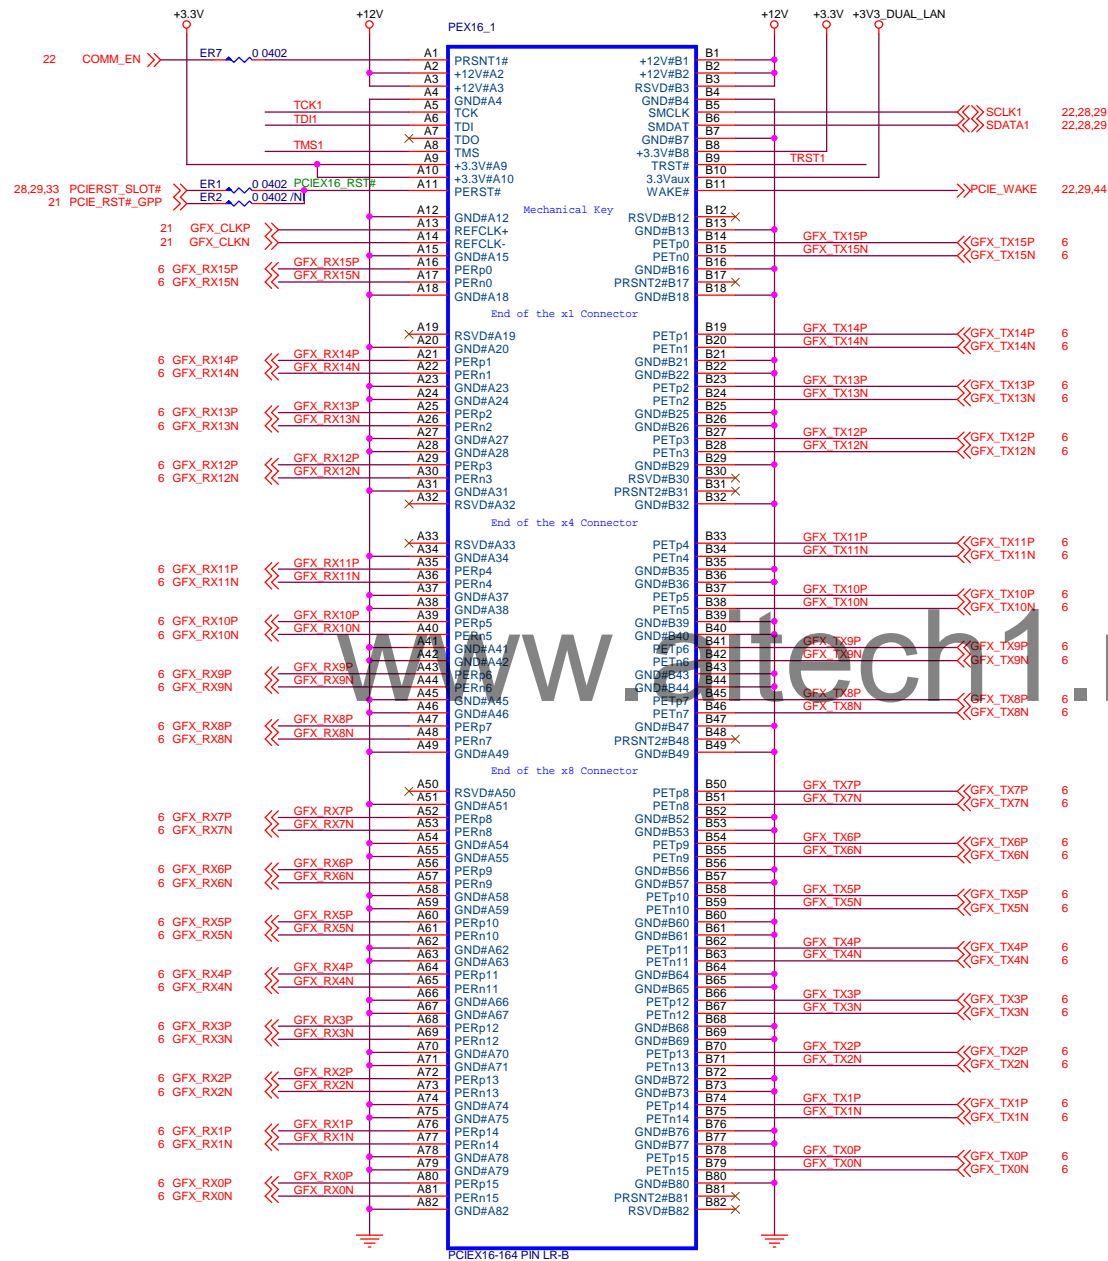 +3.3V +12V +12V +3.3V +3V3_DUAL_LAN
PEX16_1
22 COMM_EN ER7 0 0402 A1 PRSNT1# +12V#B1 B1
A2 +12V#A2 +12V#B2 B2
A3 +12V#A3 RSVD#B3 B3
A4 GND#A4 GND#B4 B4
TCK1 A5 TCK SMCLK B5 SCLK1 22,28,29
TDI1 A6 TDI SMDAT B6 SDATA1 22,28,29
A7 TDO GND#B7 B7
TMS1 A8 TMS +3.3V#B8 B8
A9 +3.3V#A9 TRST# B9 TRST1
A10 +3.3V#A10 3.3Vaux B10
28,29,33 PCIERST_SLOT# ER1 0 0402 PCIEX16_RST# A11 PERST# WAKE# B11 PCIE_WAKE 22,29,44
21 PCIE_RST#_GPP ER2 0 0402 /NI
Mechanical Key
A12 GND#A12 RSVD#B12 B12
21 GFX_CLKP A13 REFCLK+ GND#B13 B13
21 GFX_CLKN A14 REFCLK- PETp0 B14 GFX_TX15P GFX_TX15P 6
A15 GND#A15 PETn0 B15 GFX_TX15N GFX_TX15N 6
6 GFX_RX15P GFX_RX15P A16 PERp0 GND#B16 B16
6 GFX_RX15N GFX_RX15N A17 PERn0 PRSNT2#B17 B17
A18 GND#A18 GND#B18 B18
End of the x1 Connector
A19 RSVD#A19 PETp1 B19 GFX_TX14P GFX_TX14P 6
A20 GND#A20 PETn1 B20 GFX_TX14N GFX_TX14N 6
6 GFX_RX14P GFX_RX14P A21 PERp1 GND#B21 B21
6 GFX_RX14N GFX_RX14N A22 PERn1 GND#B22 B22
A23 GND#A23 PETp2 B23 GFX_TX13P GFX_TX13P 6
A24 GND#A24 PETn2 B24 GFX_TX13N GFX_TX13N 6
6 GFX_RX13P GFX_RX13P A25 PERp2 GND#B25 B25
6 GFX_RX13N GFX_RX13N A26 PERn2 GND#B26 B26
A27 GND#A27 PETp3 B27 GFX_TX12P GFX_TX12P 6
A28 GND#A28 PETn3 B28 GFX_TX12N GFX_TX12N 6
6 GFX_RX12P GFX_RX12P A29 PERp3 GND#B29 B29
6 GFX_RX12N GFX_RX12N A30 PERn3 RSVD#B30 B30
A31 GND#A31 PRSNT2#B31 B31
A32 RSVD#A32 GND#B32 B32
End of the x4 Connector
A33 RSVD#A33 PETp4 B33 GFX_TX11P GFX_TX11P 6
A34 GND#A34 PETn4 B34 GFX_TX11N GFX_TX11N 6
6 GFX_RX11P GFX_RX11P A35 PERp4 GND#B35 B35
6 GFX_RX11N GFX_RX11N A36 PERn4 GND#B36 B36
A37 GND#A37 PETp5 B37 GFX_TX10P GFX_TX10P 6
A38 GND#A38 PETn5 B38 GFX_TX10N GFX_TX10N 6
6 GFX_RX10P GFX_RX10P A39 PERp5 GND#B39 B39
6 GFX_RX10N GFX_RX10N A40 PERn5 GND#B40 B40
A41 GND#A41 PETp6 B41 GFX_TX9P GFX_TX9P 6
A42 GND#A42 PETn6 B42 GFX_TX9N GFX_TX9N 6
www.aitech1.
6 GFX_RX9P GFX_RX9P A43 PERp6 GND#B43 B43
6 GFX_RX9N GFX_RX9N A44 PERn6 GND#B44 B44
A45 GND#A45 PETp7 B45 GFX_TX8P GFX_TX8P 6
A46 GND#A46 PETn7 B46 GFX_TX8N GFX_TX8N 6
6 GFX_RX8P GFX_RX8P A47 PERp7 GND#B47 B47
6 GFX_RX8N GFX_RX8N A48 PERn7 PRSNT2#B48 B48
A49 GND#A49 GND#B49 B49
End of the x8 Connector
A50 RSVD#A50 PETp8 B50 GFX_TX7P GFX_TX7P 6
A51 GND#A51 PETn8 B51 GFX_TX7N GFX_TX7N 6
6 GFX_RX7P GFX_RX7P A52 PERp8 GND#B52 B52
6 GFX_RX7N GFX_RX7N A53 PERn8 GND#B53 B53
A54 GND#A54 PETp9 B54 GFX_TX6P GFX_TX6P 6
A55 GND#A55 PETn9 B55 GFX_TX6N GFX_TX6N 6
6 GFX_RX6P GFX_RX6P A56 PERp9 GND#B56 B56
6 GFX_RX6N GFX_RX6N A57 PERn9 GND#B57 B57
A58 GND#A58 PETp10 B58 GFX_TX5P GFX_TX5P 6
A59 GND#A59 PETn10 B59 GFX_TX5N GFX_TX5N 6
6 GFX_RX5P GFX_RX5P A60 PERp10 GND#B60 B60
6 GFX_RX5N GFX_RX5N A61 PERn10 GND#B61 B61
A62 GND#A62 PETp11 B62 GFX_TX4P GFX_TX4P 6
A63 GND#A63 PETn11 B63 GFX_TX4N GFX_TX4N 6
6 GFX_RX4P GFX_RX4P A64 PERp11 GND#B64 B64
6 GFX_RX4N GFX_RX4N A65 PERn11 GND#B65 B65
A66 GND#A66 PETp12 B66 GFX_TX3P GFX_TX3P 6
A67 GND#A67 PETn12 B67 GFX_TX3N GFX_TX3N 6
6 GFX_RX3P GFX_RX3P A68 PERp12 GND#B68 B68
6 GFX_RX3N GFX_RX3N A69 PERn12 GND#B69 B69
A70 GND#A70 PETp13 B70 GFX_TX2P GFX_TX2P 6
A71 GND#A71 PETn13 B71 GFX_TX2N GFX_TX2N 6
6 GFX_RX2P GFX_RX2P A72 PERp13 GND#B72 B72
6 GFX_RX2N GFX_RX2N A73 PERn13 GND#B73 B73
A74 GND#A74 PETp14 B74 GFX_TX1P GFX_TX1P 6
A75 GND#A75 PETn14 B75 GFX_TX1N GFX_TX1N 6
6 GFX_RX1P GFX_RX1P A76 PERp14 GND#B76 B76
6 GFX_RX1N GFX_RX1N A77 PERn14 GND#B77 B77
A78 GND#A78 PETp15 B78 GFX_TX0P GFX_TX0P 6
A79 GND#A79 PETn15 B79 GFX_TX0N GFX_TX0N 6
6 GFX_RX0P GFX_RX0P A80 PERp15 GND#B80 B80
6 GFX_RX0N GFX_RX0N A81 PERn15 PRSNT2#B81 B81
A82 GND#A82 RSVD#B82 B82
PCIEX16-164 PIN LR-B